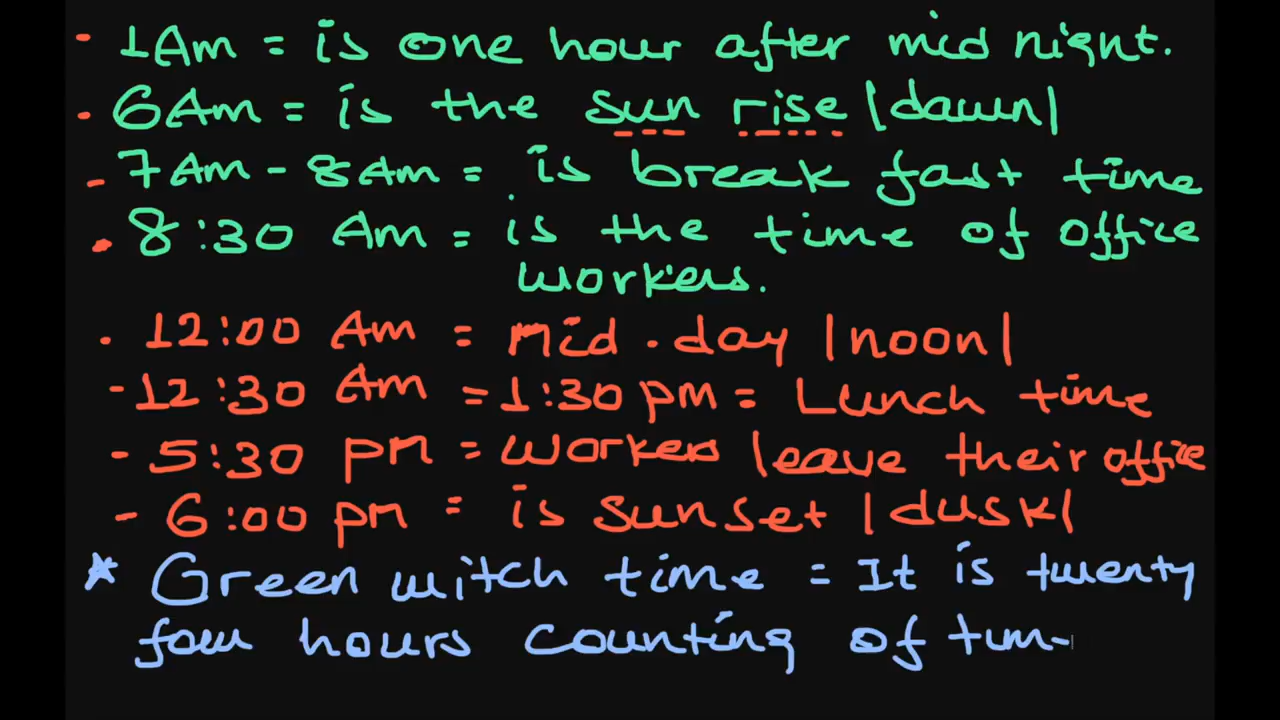 - 1Am = is one hour after mid night.
- 6Am = is the sun rise |dawn|
- 7Am - 8Am = is break fast time
. 8:30 Am = is the time of office
workers.
. 12:00 Am = Mid-day |noon|
- 12:30 Am = 1:30 pm = Lunch time
- 5:30 pm = workers leave their office
- 6:00 pm = is sunset |dusk|
* Green witch time = It is twenty
four hours counting of tim